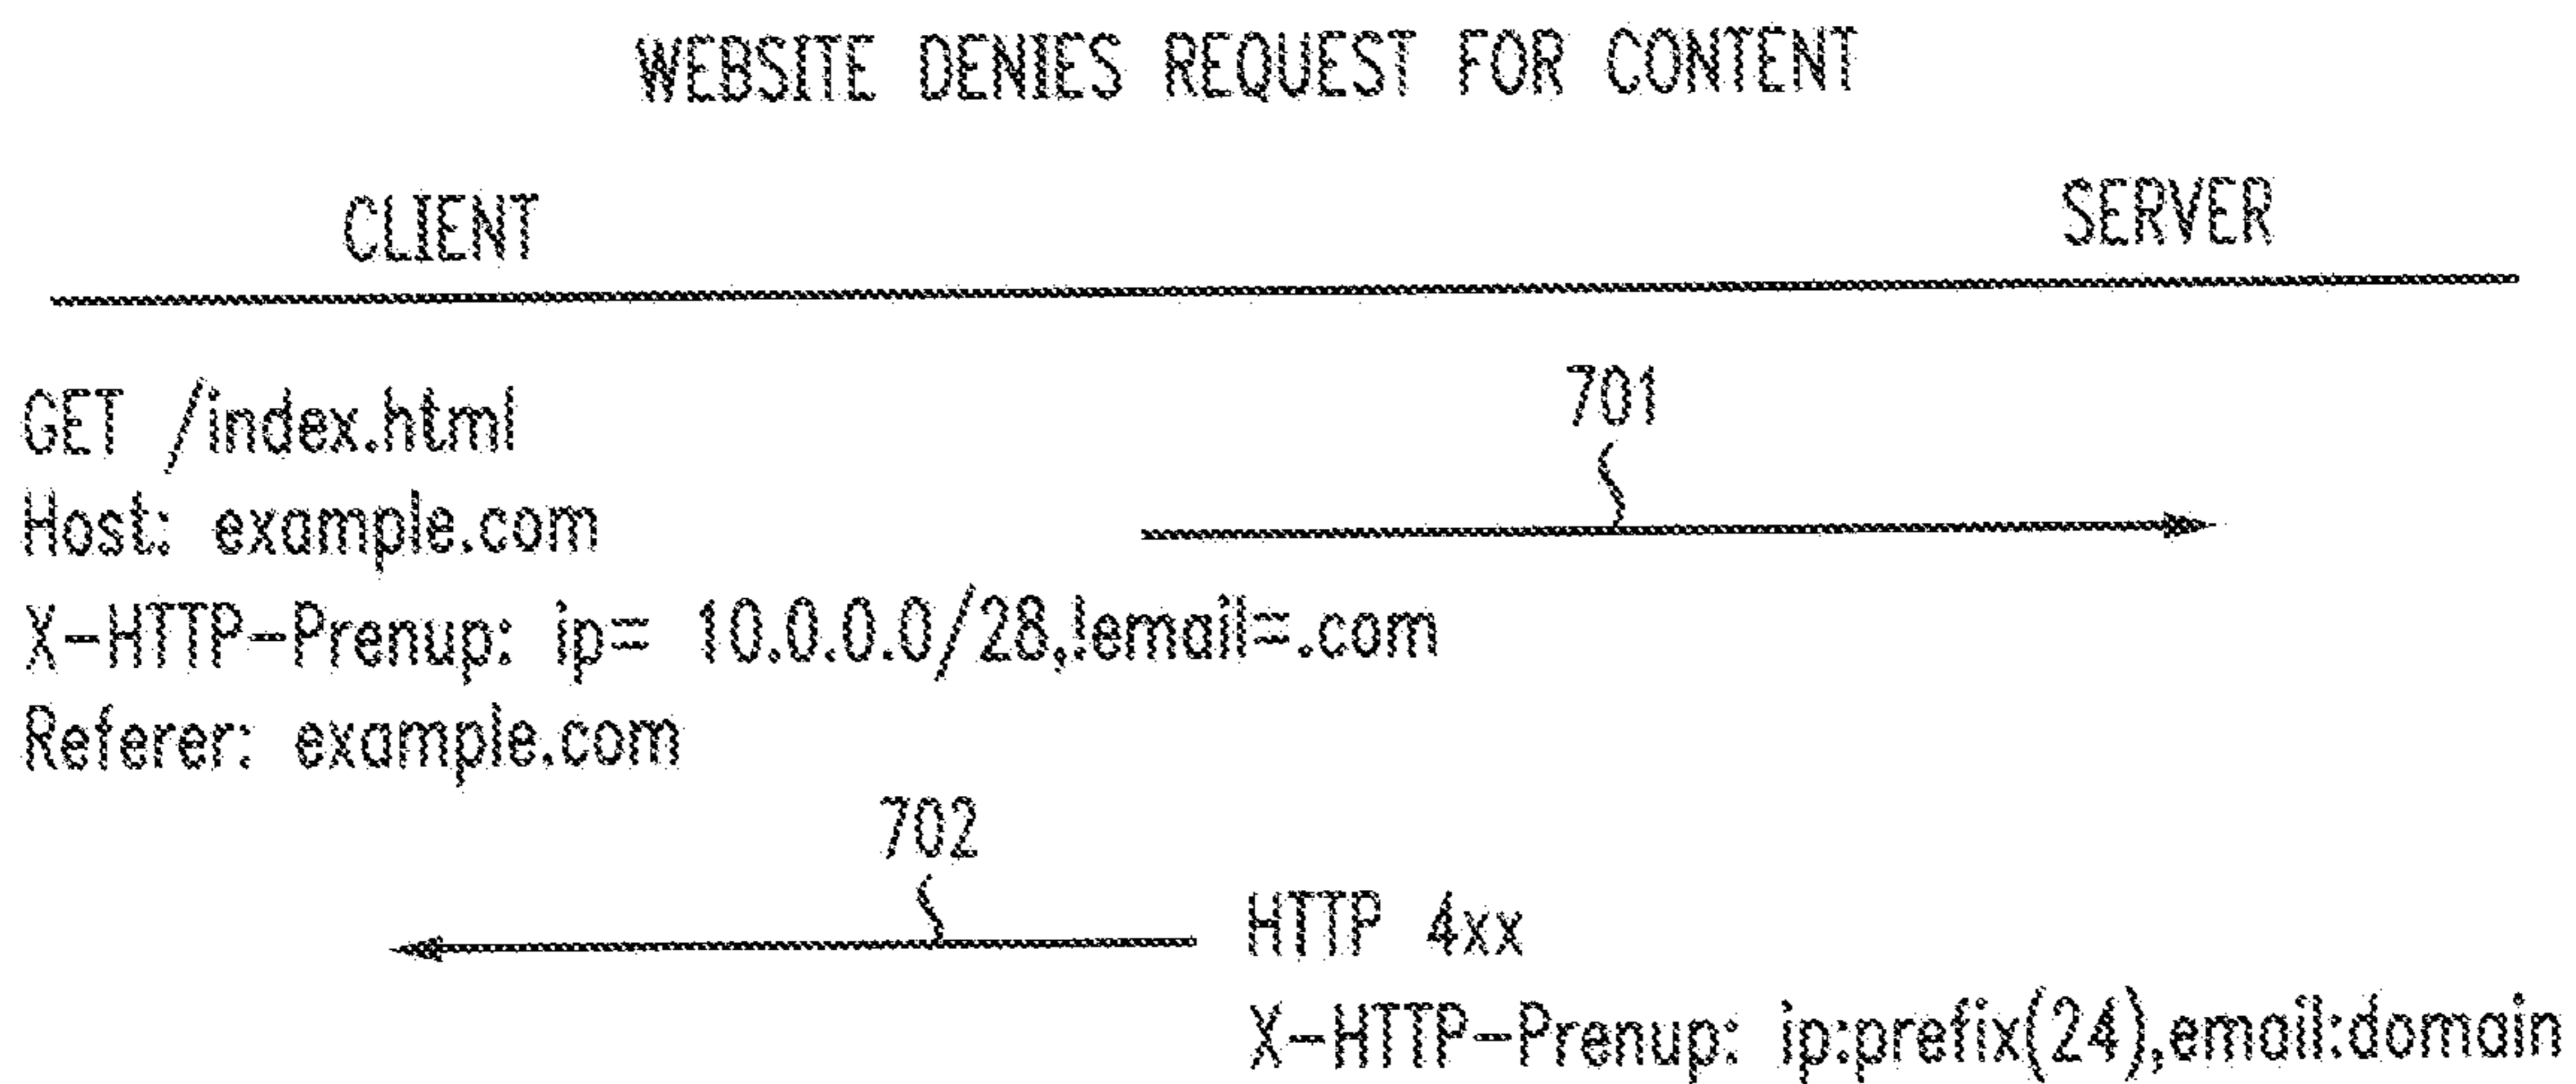 WEBSITE DENIES REQUEST FOR CONTENT
CLIENT
SERVER
GET /index.html
701
Host: example.com
X-HTTP-Prenup: ip= 10.0.0.0/28,!email=.com
Referer: example.com
702
HTTP 4xx
X-HTTP-Prenup: ip:prefix(24),email:domain